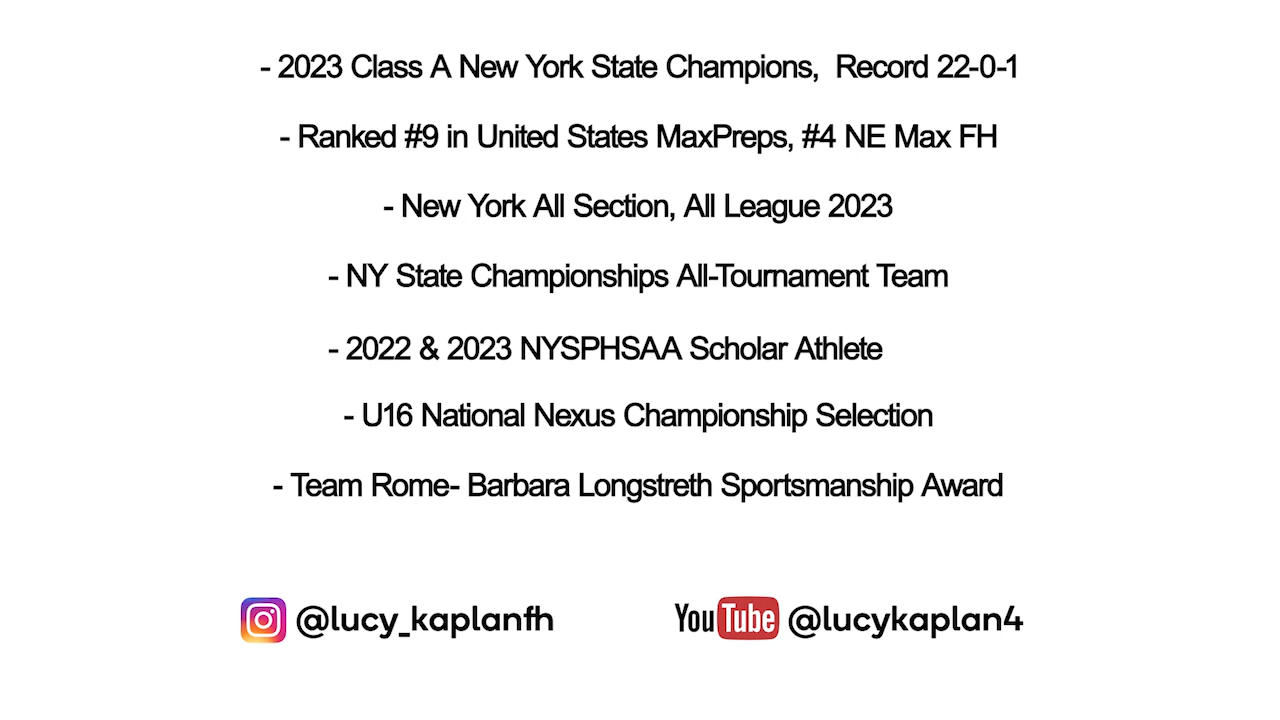 - 2023 Class A New York State Champions,  Record 22-0-1
- Ranked #9 in United States MaxPreps, #4 NE Max FH
- New York All Section, All League 2023
- NY State Championships All-Tournament Team
- 2022 & 2023 NYSPHSAA Scholar Athlete
- U16 National Nexus Championship Selection
- Team Rome- Barbara Longstreth Sportsmanship Award
@lucy_kaplanfh
YouTube @lucykaplan4